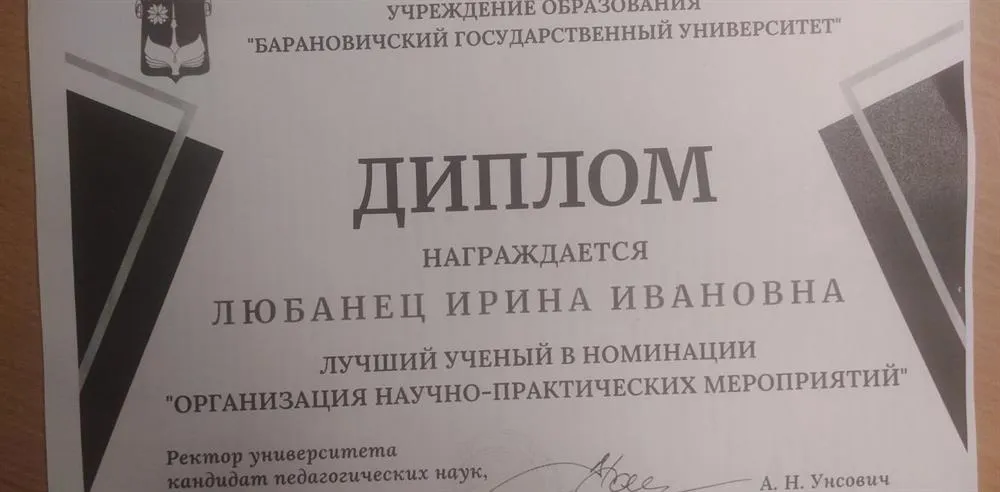 УЧРЕЖДЕНИЕ ОБРАЗОВАНИЯ
"БАРАНОВИЧСКИЙ ГОСУДАРСТВЕННЫЙ УНИВЕРСИТЕТ"
ДИПЛОМ
НАГРАЖДАЕТСЯ
ЛЮБАНЕЦ ИРИНА ИВАНОВНА
ЛУЧШИЙ УЧЕНЫЙ В НОМИНАЦИИ
"ОРГАНИЗАЦИЯ НАУЧНО-ПРАКТИЧЕСКИХ МЕРОПРИЯТИЙ"
Ректор университета
кандидат педагогических наук,
А. Н. Унсович